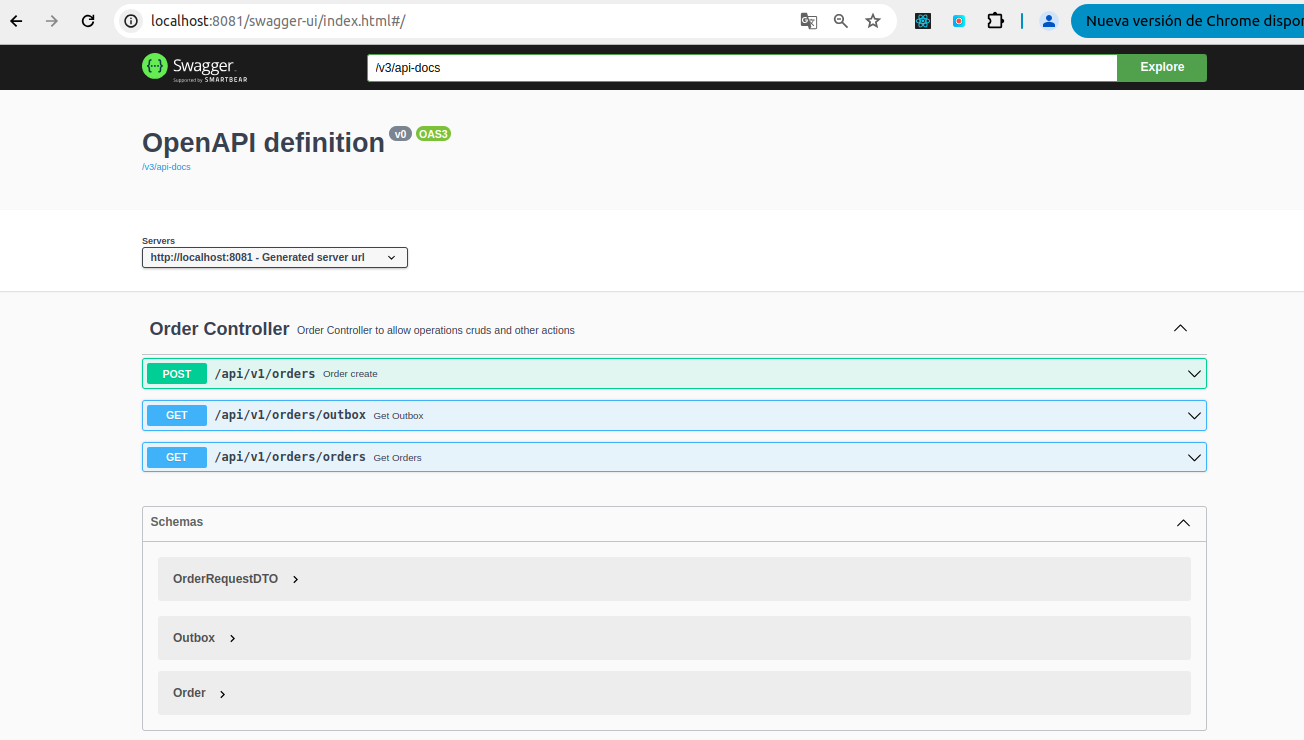 localhost:8081/swagger-ui/index.html#/
Nueva versión de Chrome dispor
Swagger
Supported by SMARTBEAR
/v3/api-docs
Explore
OpenAPI definition v0 OAS3
/v3/api-docs
Servers
http://localhost:8081 - Generated server url
Order Controller Order Controller to allow operations cruds and other actions
POST /api/v1/orders Order create
GET /api/v1/orders/outbox Get Outbox
GET /api/v1/orders/orders Get Orders
Schemas
OrderRequestDTO
Outbox
Order